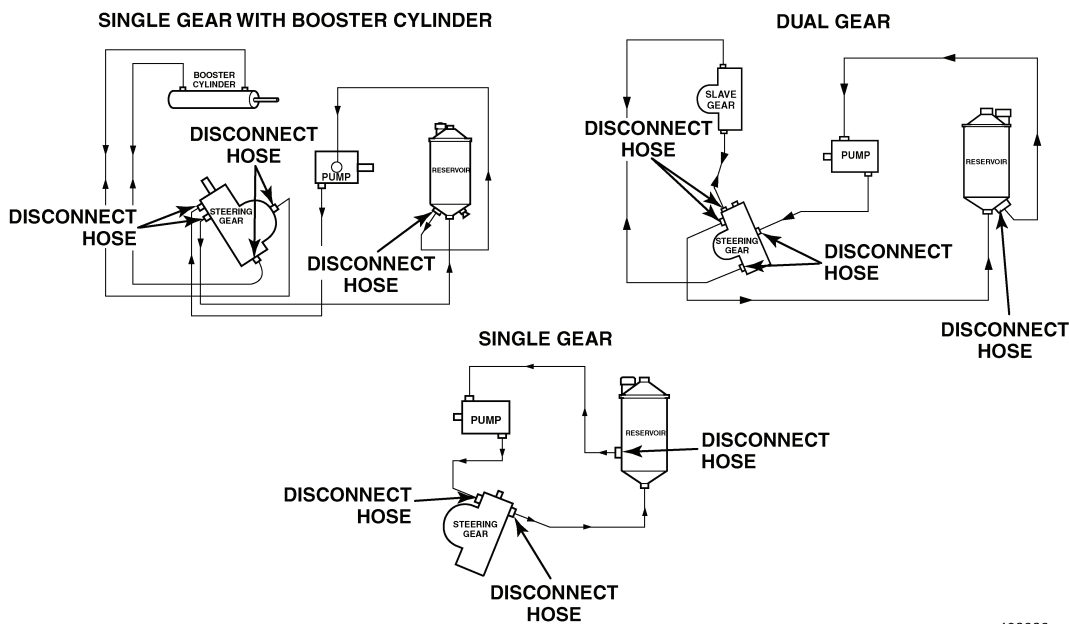 SINGLE GEAR WITH BOOSTER CYLINDER
BOOSTER
CYLINDER
DISCONNECT
HOSE
PUMP
RESERVOIR
DISCONNECT
HOSE
STEERING
GEAR
DISCONNECT
HOSE
DUAL GEAR
SLAVE
GEAR
DISCONNECT
HOSE
PUMP
RESERVOIR
STEERING
GEAR
DISCONNECT
HOSE
DISCONNECT
HOSE
SINGLE GEAR
PUMP
RESERVOIR
DISCONNECT
HOSE
DISCONNECT
HOSE
STEERING
GEAR
DISCONNECT
HOSE